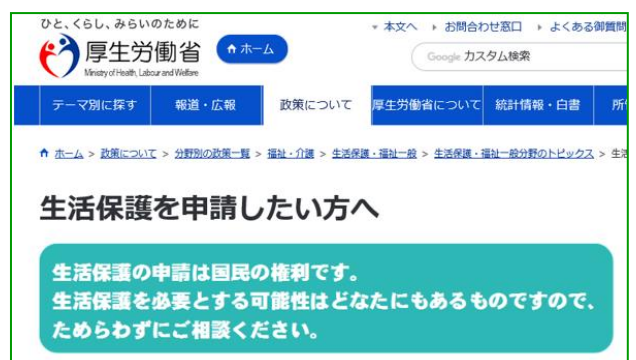 ひと、くらし、みらいのために
本文へ お問合わせ窓口 よくある御質問
厚生労働省
ホーム
Ministry of Health, Labour and Welfare
Google カスタム検索
テーマ別に探す 報道・広報 政策について 厚生労働省について 統計情報・白書 所
ホーム > 政策について > 分野別の政策一覧 > 福祉・介護 > 生活保護・福祉一般 > 生活保護・福祉一般分野のトピックス > 生活
生活保護を申請したい方へ
生活保護の申請は国民の権利です。
生活保護を必要とする可能性はどなたにもあるものですので、
ためらわずにご相談ください。